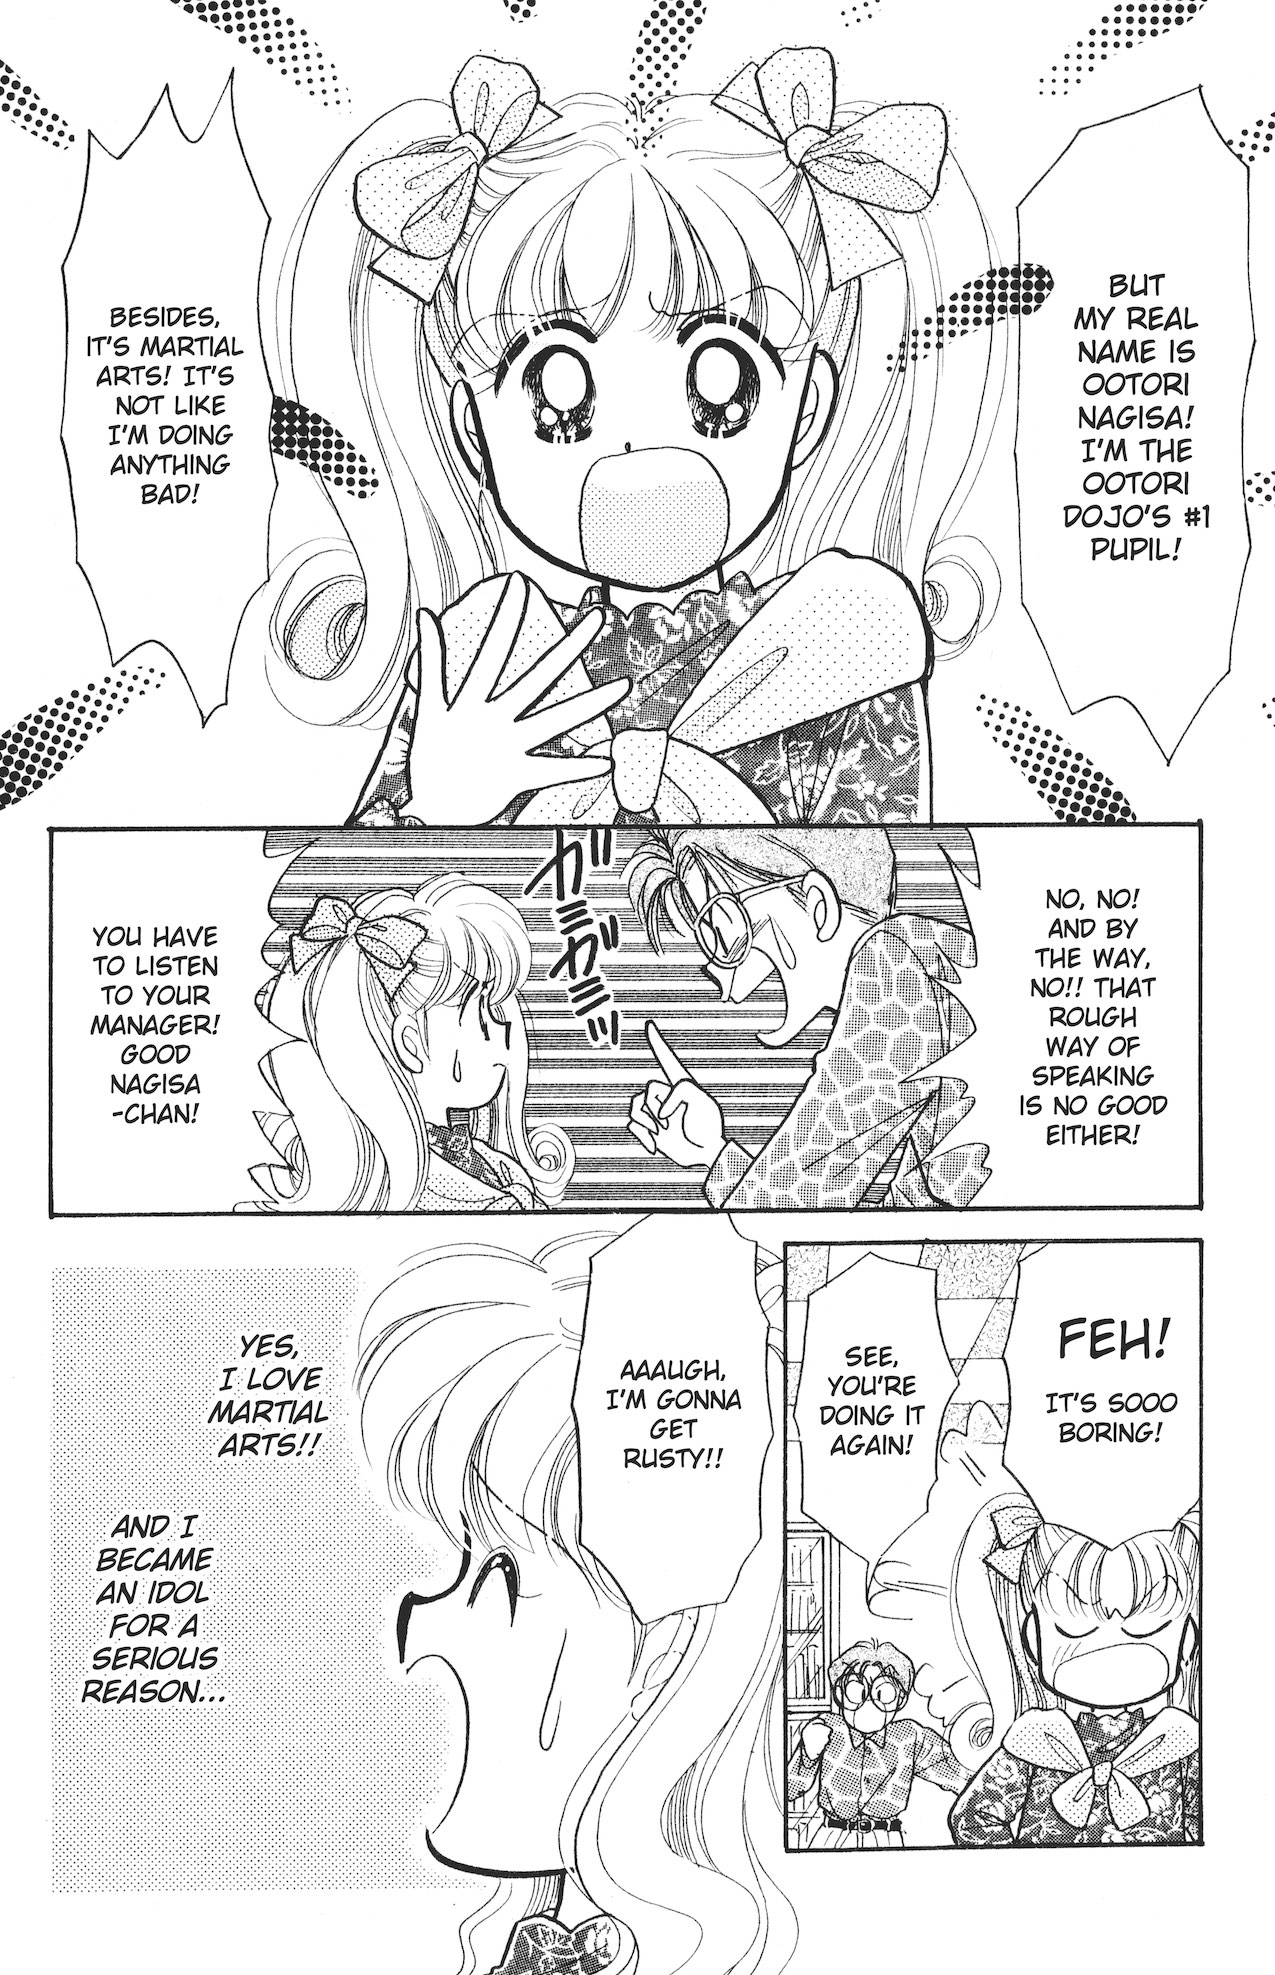 BUT
MY REAL
NAME IS
OOTORI
NAGISA!
I'M THE
OOTORI
DOJO'S #1
PUPIL!
BESIDES,
IT'S MARTIAL
ARTS! IT'S
NOT LIKE
I'M DOING
ANYTHING
BAD!
NO, NO!
AND BY
THE WAY,
NO!! THAT
ROUGH
WAY OF
SPEAKING
IS NO GOOD
EITHER!
ガミガミ
YOU HAVE
TO LISTEN
TO YOUR
MANAGER!
GOOD
NAGISA
-CHAN!
FEH!
IT'S SOOO
BORING!
SEE,
YOU'RE
DOING IT
AGAIN!
AAAUGH,
I'M GONNA
GET
RUSTY!!
YES,
I LOVE
MARTIAL
ARTS!!
AND I
BECAME
AN IDOL
FOR A
SERIOUS
REASON...